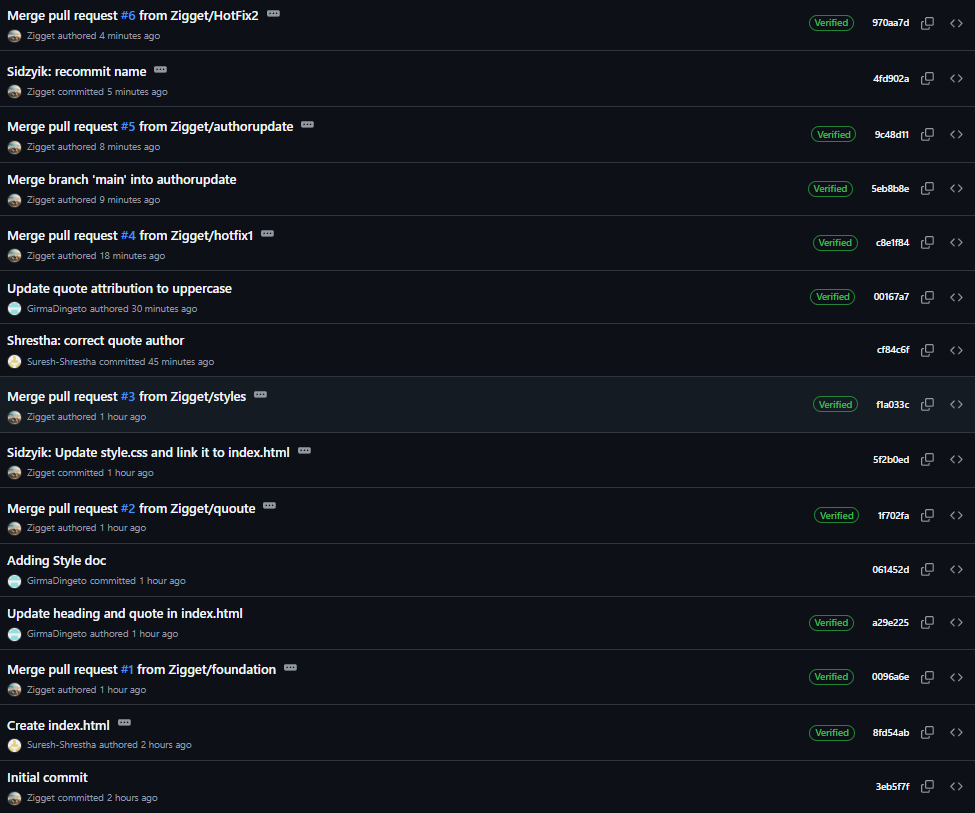 Merge pull request #6 from Zigget/HotFix2
Zigget authored 4 minutes ago
Verified 970aa7d
Sidzyik: recommit name
Zigget committed 5 minutes ago
4fd902a
Merge pull request #5 from Zigget/authorupdate
Zigget authored 8 minutes ago
Verified 9c48d11
Merge branch 'main' into authorupdate
Zigget authored 9 minutes ago
Verified 5eb8b8e
Merge pull request #4 from Zigget/hotfix1
Zigget authored 18 minutes ago
Verified c8e1f84
Update quote attribution to uppercase
GirmaDingeto authored 30 minutes ago
Verified 00167a7
Shrestha: correct quote author
Suresh-Shrestha committed 45 minutes ago
cf84c6f
Merge pull request #3 from Zigget/styles
Zigget authored 1 hour ago
Verified f1a033c
Sidzyik: Update style.css and link it to index.html
Zigget committed 1 hour ago
5f2b0ed
Merge pull request #2 from Zigget/quoute
Zigget authored 1 hour ago
Verified 1f702fa
Adding Style doc
GirmaDingeto committed 1 hour ago
061452d
Update heading and quote in index.html
GirmaDingeto authored 1 hour ago
Verified a29e225
Merge pull request #1 from Zigget/foundation
Zigget authored 1 hour ago
Verified 0096a6e
Create index.html
Suresh-Shrestha authored 2 hours ago
Verified 8fd54ab
Initial commit
Zigget committed 2 hours ago
3eb5f7f